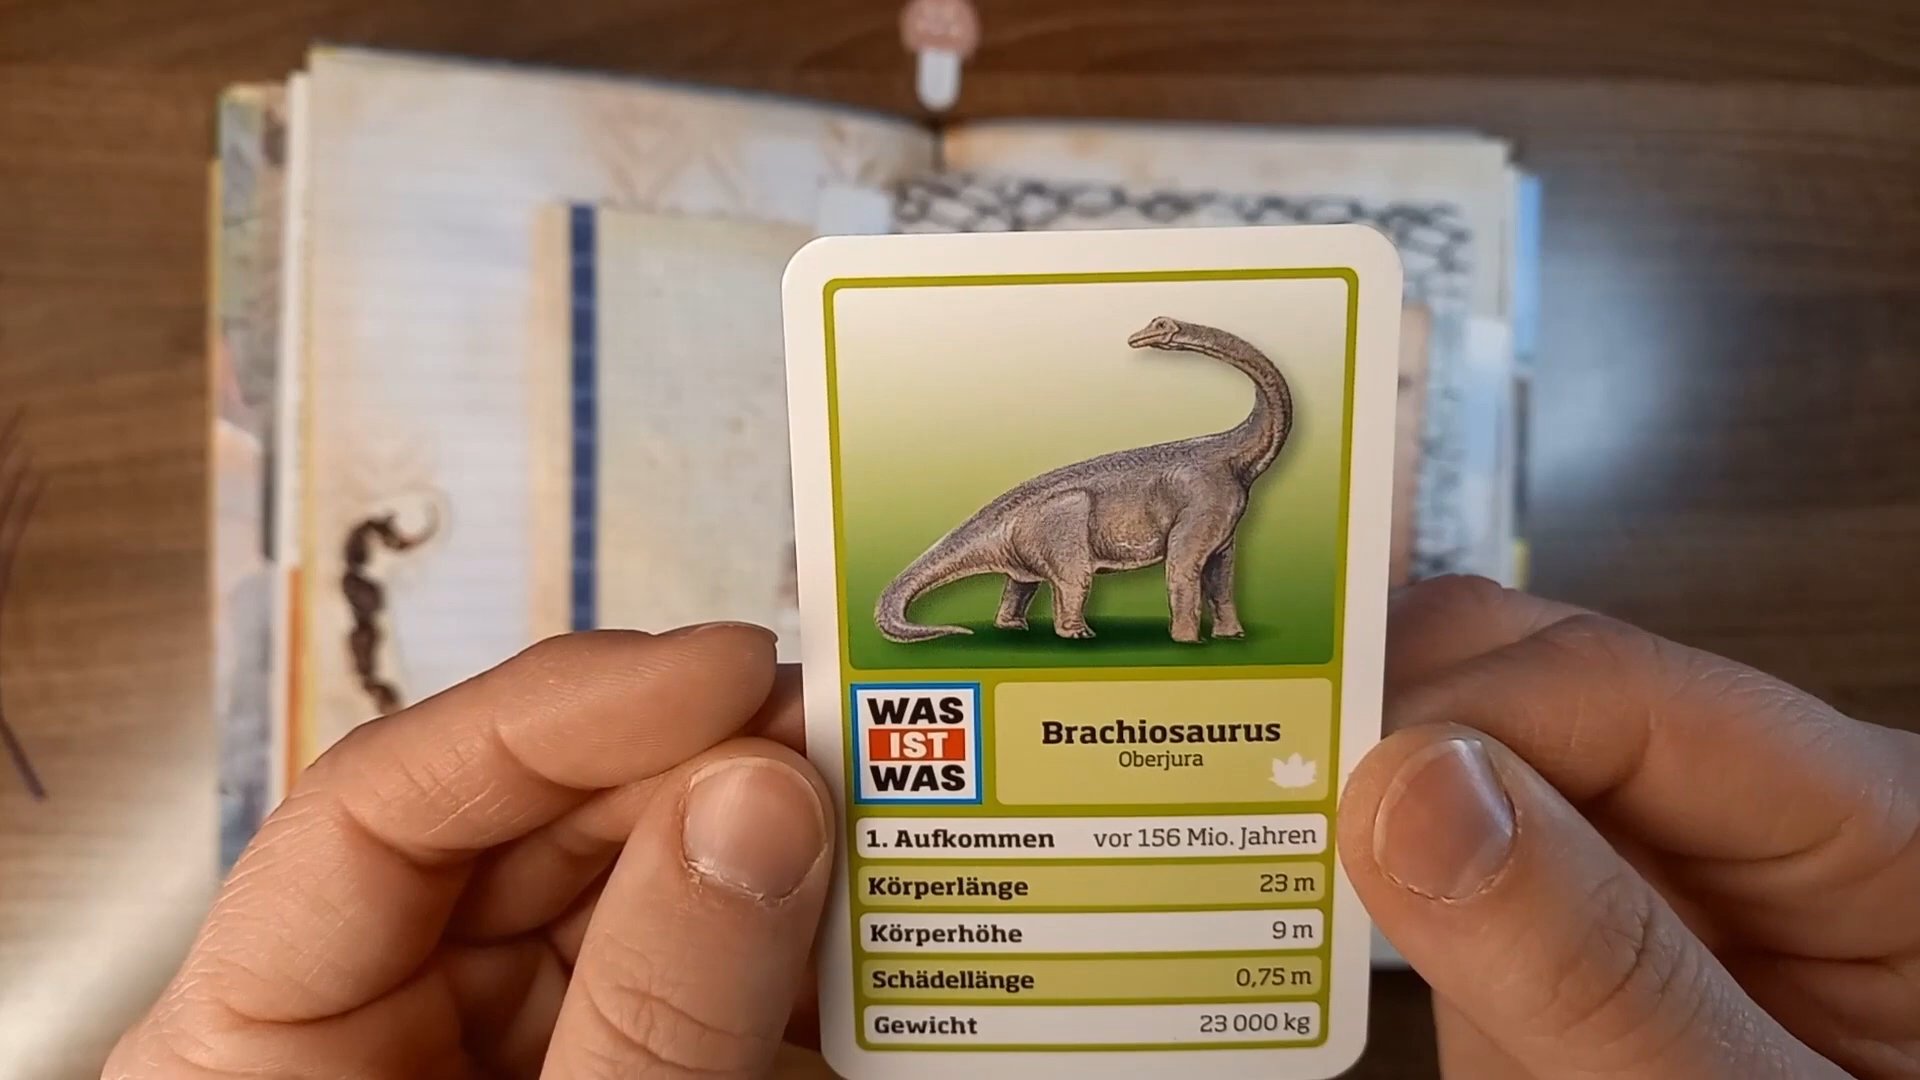 WAS
IST
WAS
Brachiosaurus
Oberjura
1. Aufkommen vor 156 Mio. Jahren
Körperlänge 23 m
Körperhöhe 9 m
Schädellänge 0,75 m
Gewicht 23 000 kg